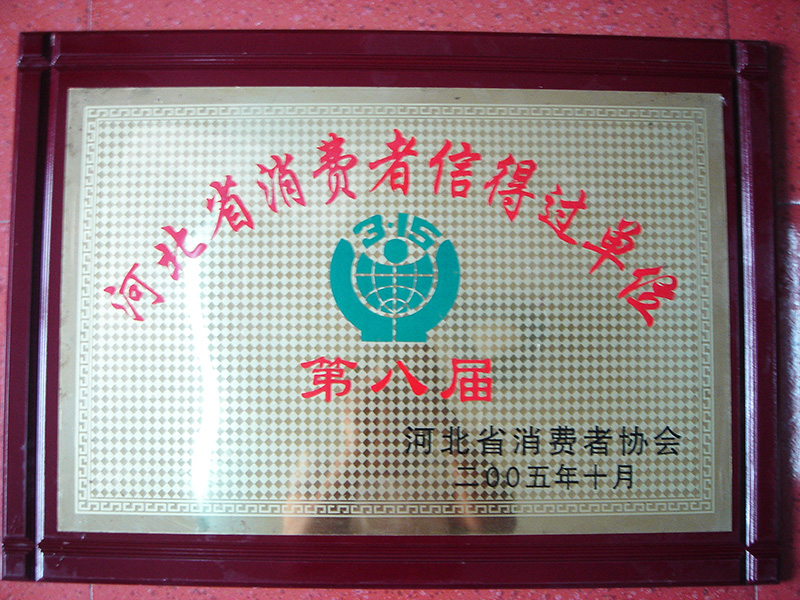 河北省消费者信得过单位
3·15
第八届
河北省消费者协会
二00五年十月